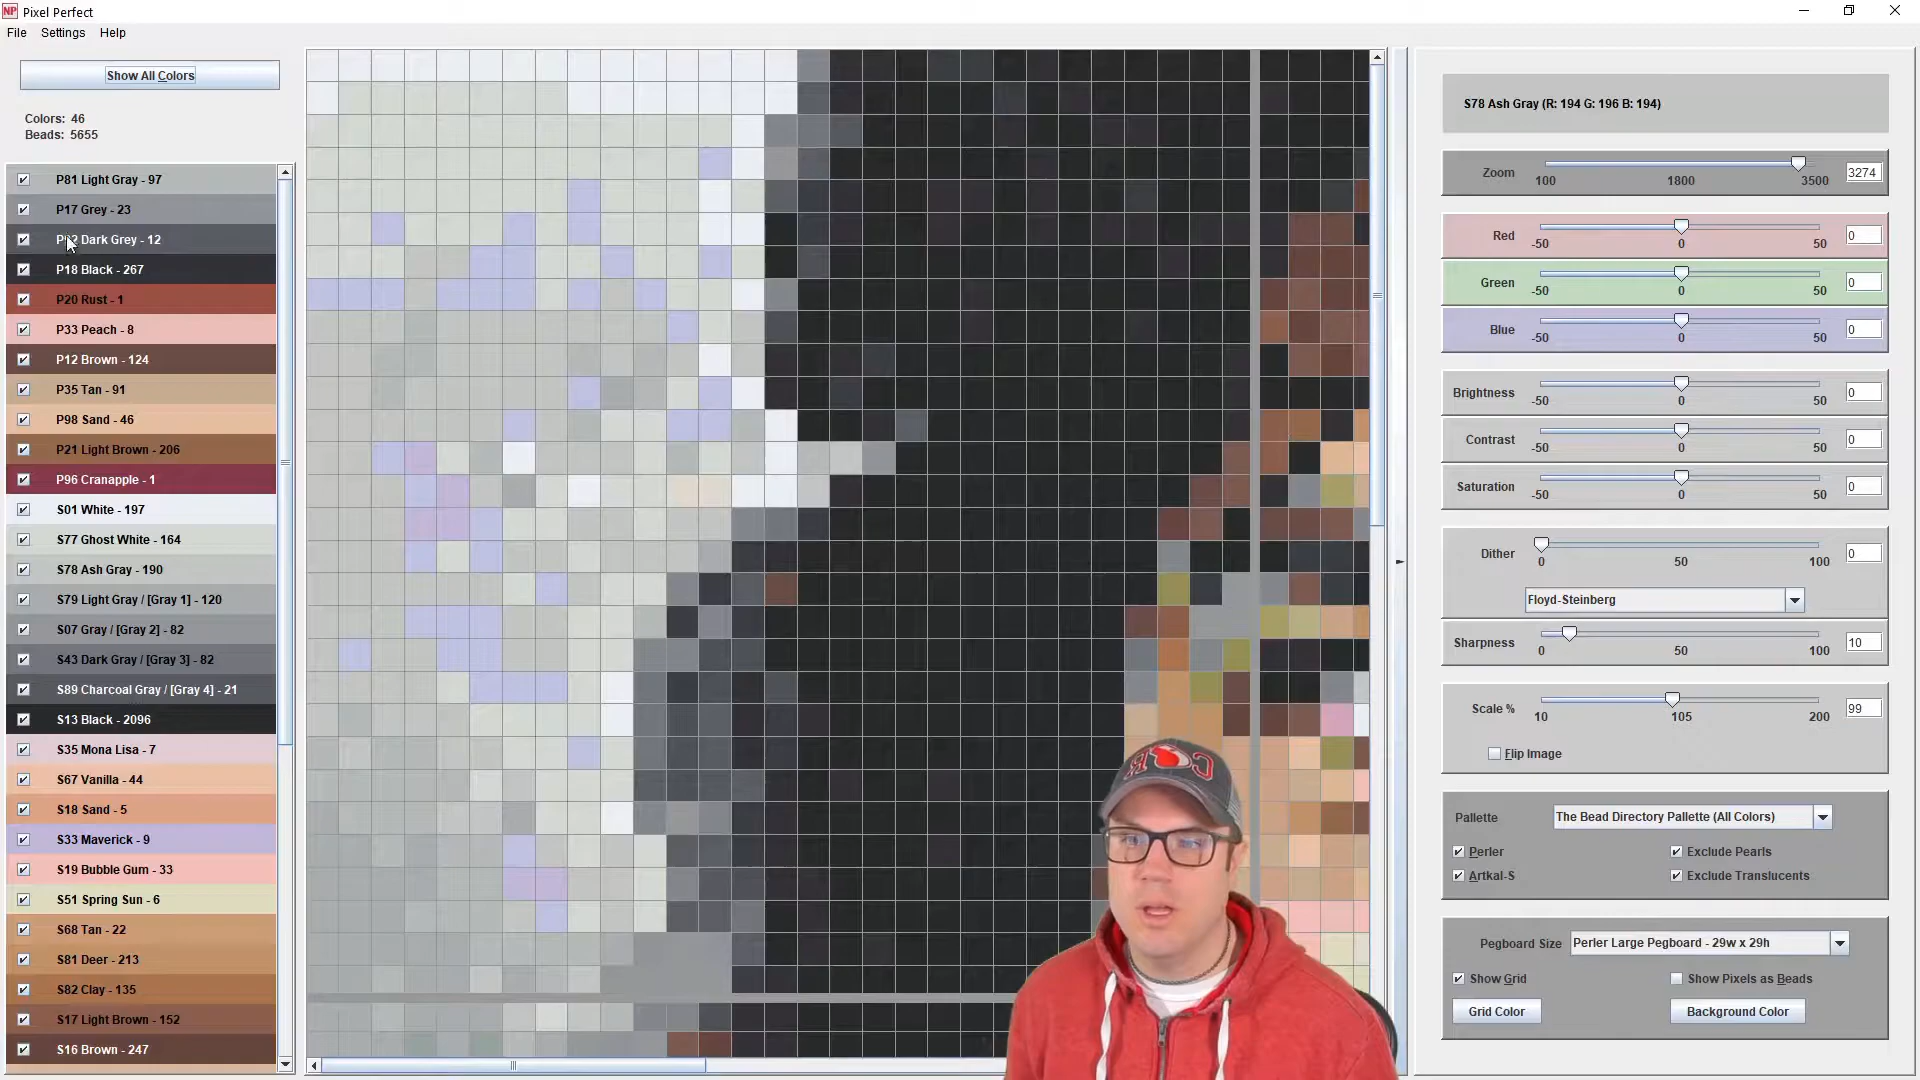 NP Pixel Perfect
File Settings Help
Show All Colors
Colors: 46
Beads: 5655
P81 Light Gray - 97
P17 Grey - 23
Dark Grey - 12
P18 Black - 267
P20 Rust - 1
P33 Peach - 8
P12 Brown - 124
P35 Tan - 91
P98 Sand - 46
P21 Light Brown - 206
P96 Cranapple - 1
S01 White - 197
S77 Ghost White - 164
S78 Ash Gray - 190
S79 Light Gray / [Gray 1] - 120
S07 Gray / [Gray 2] - 82
S43 Dark Gray / [Gray 3] - 82
S89 Charcoal Gray / [Gray 4] - 21
S13 Black - 2096
S35 Mona Lisa - 7
S67 Vanilla - 44
S18 Sand - 5
S33 Maverick - 9
S19 Bubble Gum - 33
S51 Spring Sun - 6
S68 Tan - 22
S81 Deer - 213
S82 Clay - 135
S17 Light Brown - 152
S16 Brown - 247
S78 Ash Gray (R: 194 G: 196 B: 194)
Zoom 3274
100 1800 3500
Red 0
-50 0 50
Green 0
-50 0 50
Blue 0
-50 0 50
Brightness 0
-50 0 50
Contrast 0
-50 0 50
Saturation 0
-50 0 50
Dither 0
0 50 100
Floyd-Steinberg
Sharpness 10
0 50 100
Scale % 99
10 105 200
Flip Image
Pallette The Bead Directory Pallette (All Colors)
Perler Exclude Pearls
Artkal-S Exclude Translucents
Pegboard Size Perler Large Pegboard - 29w x 29h
Show Grid Show Pixels as Beads
Grid Color Background Color